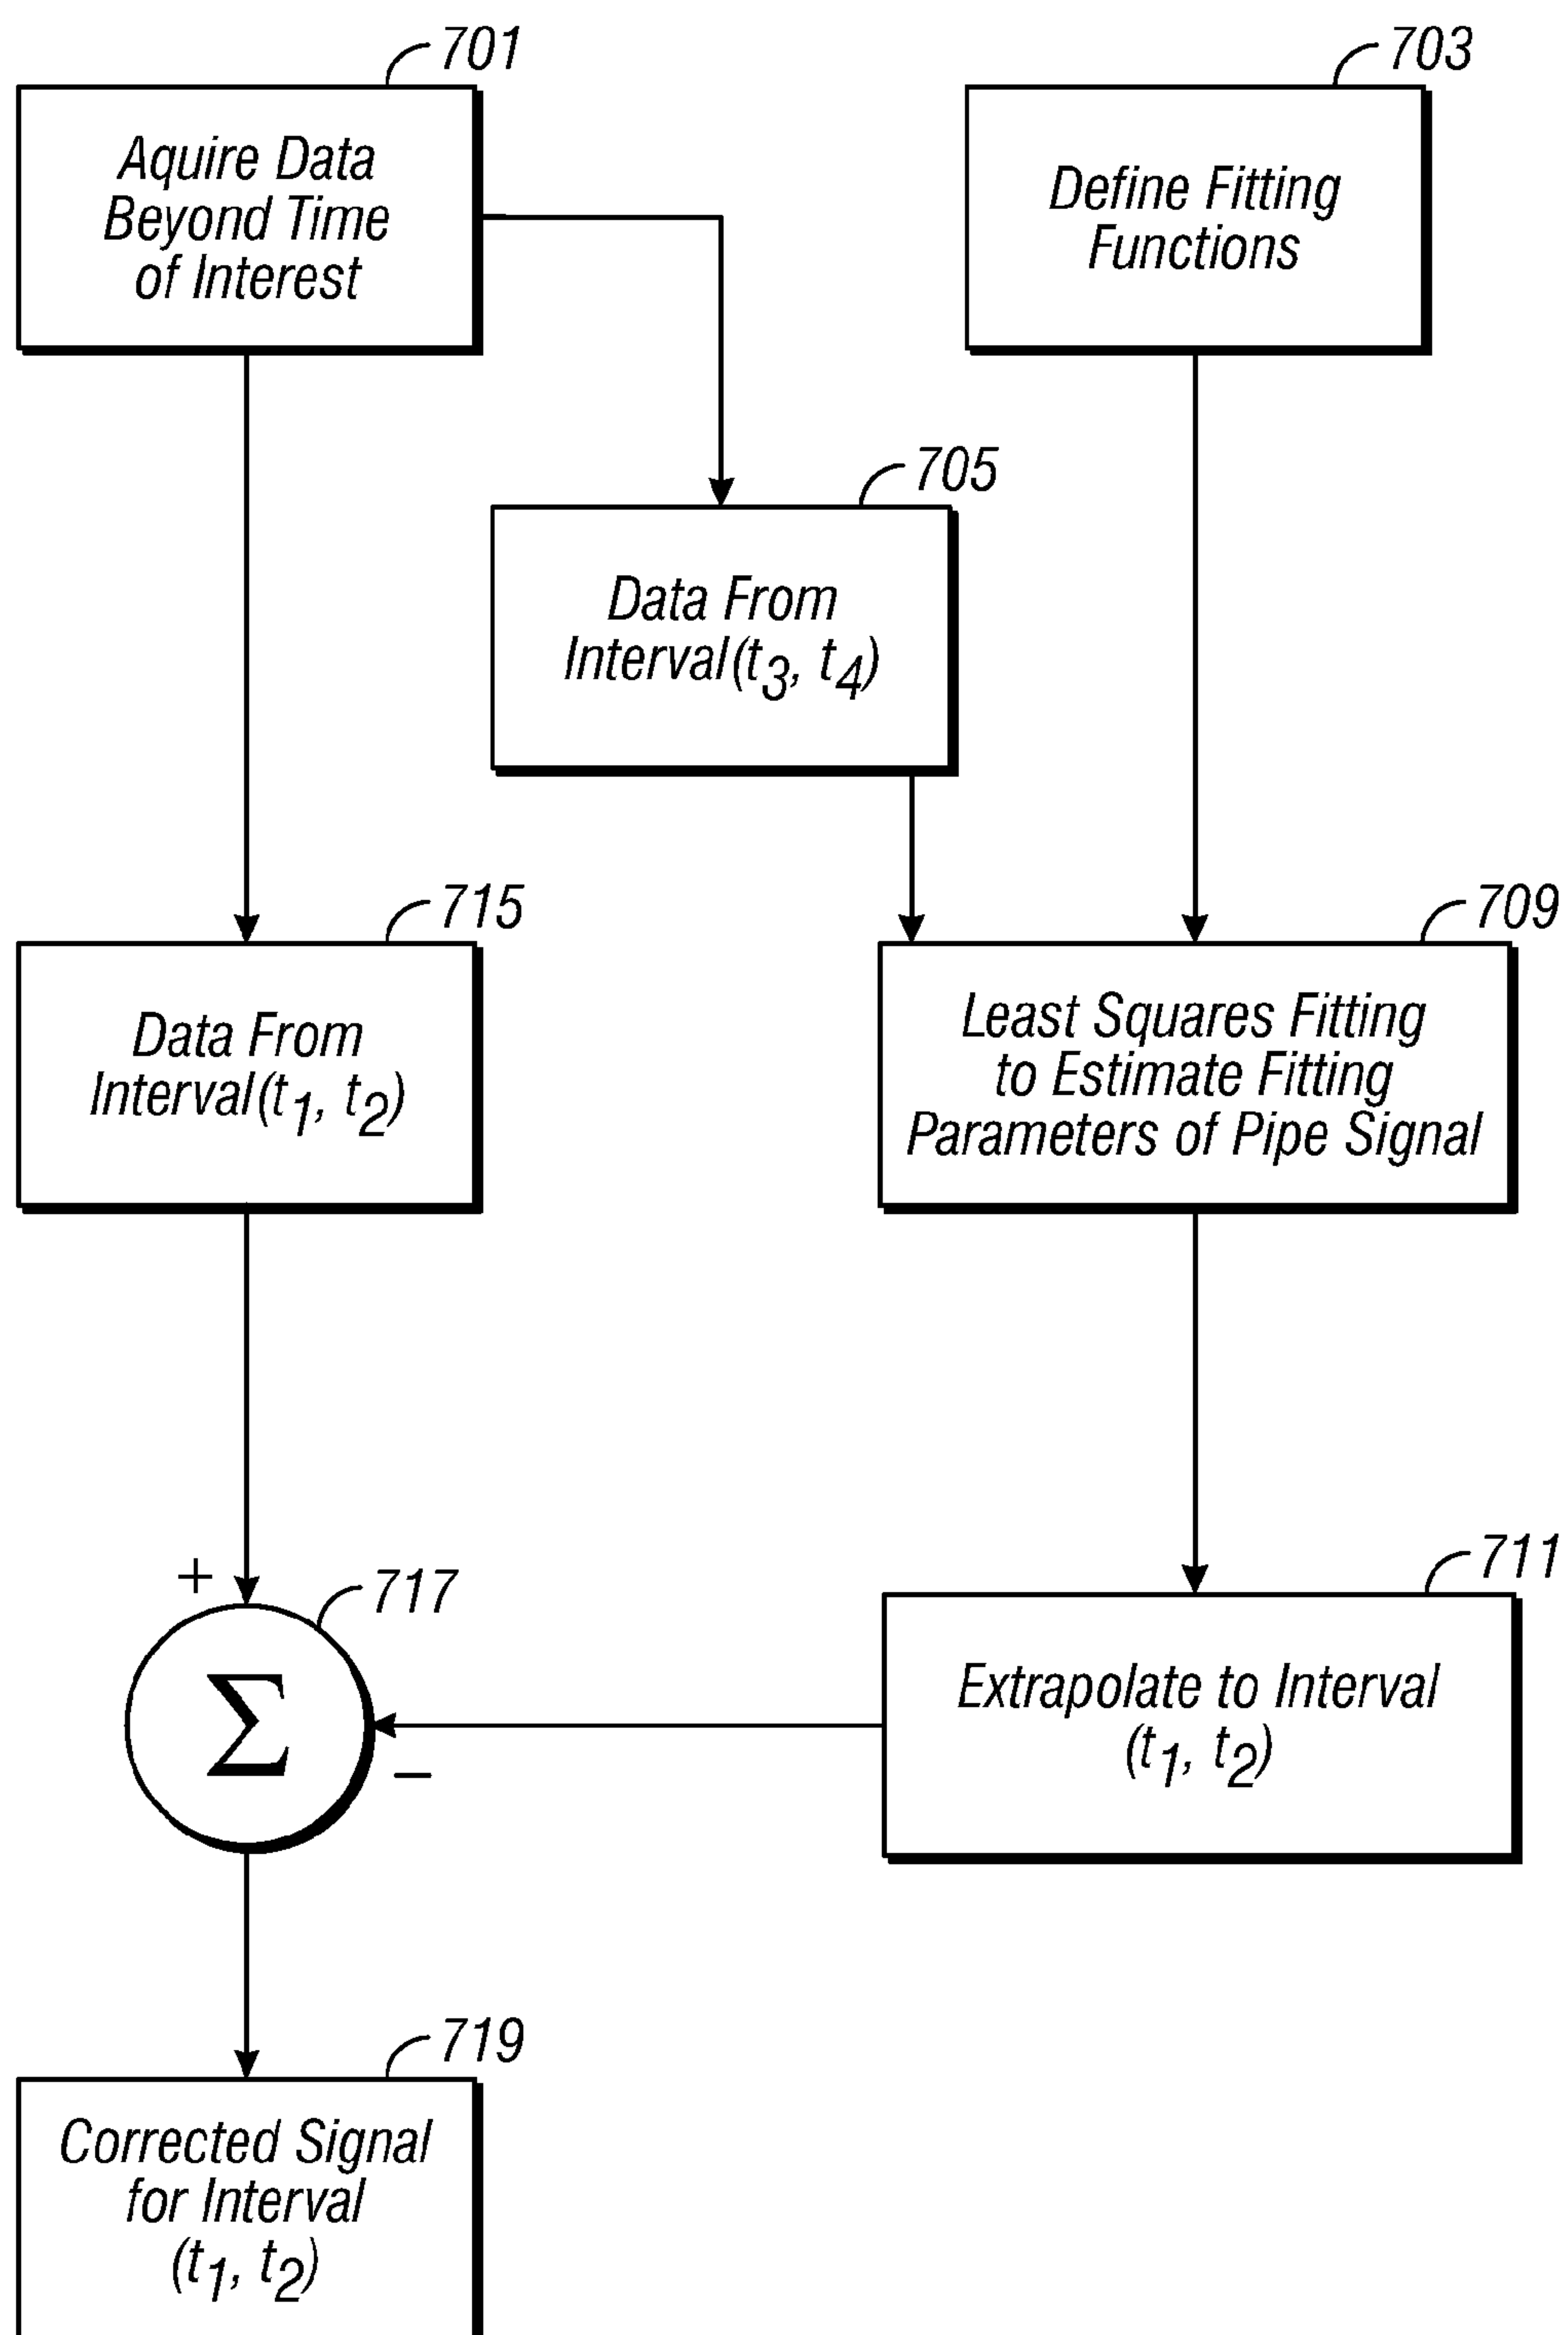 701
Aquire Data
Beyond Time
of Interest
703
Define Fitting
Functions
705
Data From
Interval(t3, t4)
715
Data From
Interval(t1, t2)
709
Least Squares Fitting
to Estimate Fitting
Parameters of Pipe Signal
+
717
Σ
−
711
Extrapolate to Interval
(t1, t2)
719
Corrected Signal
for Interval
(t1, t2)